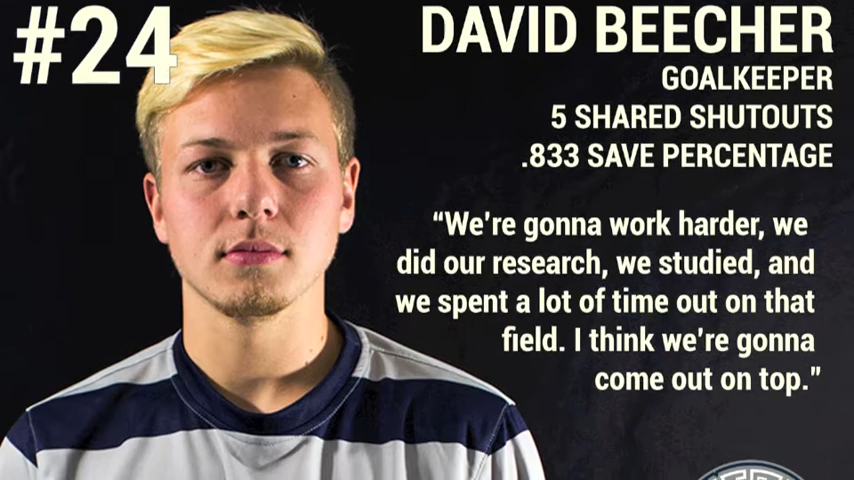 #24
DAVID BEECHER
GOALKEEPER
5 SHARED SHUTOUTS
.833 SAVE PERCENTAGE
“We’re gonna work harder, we
did our research, we studied, and
we spent a lot of time out on that
field. I think we’re gonna
come out on top.”